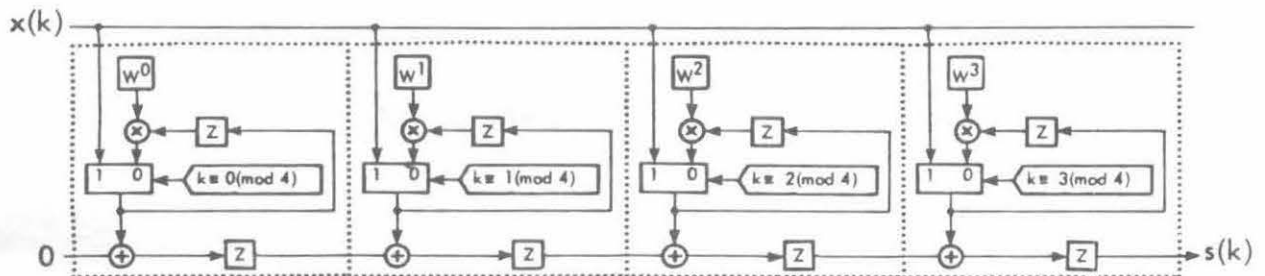 x(k)
W⁰ W¹ W² W³
× Z × Z × Z × Z
1 0 k ≡ 0(mod 4) 1 0 k ≡ 1(mod 4) 1 0 k ≡ 2(mod 4) 1 0 k ≡ 3(mod 4)
0 + Z + Z + Z + Z s(k)